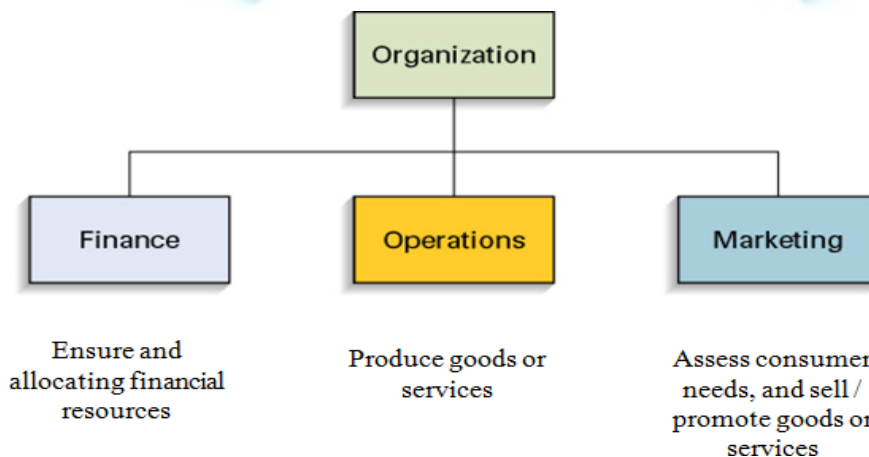 Organization
Finance
Operations
Marketing
Ensure and
allocating financial
resources
Produce goods or
services
Assess consumer
needs, and sell /
promote goods or
services